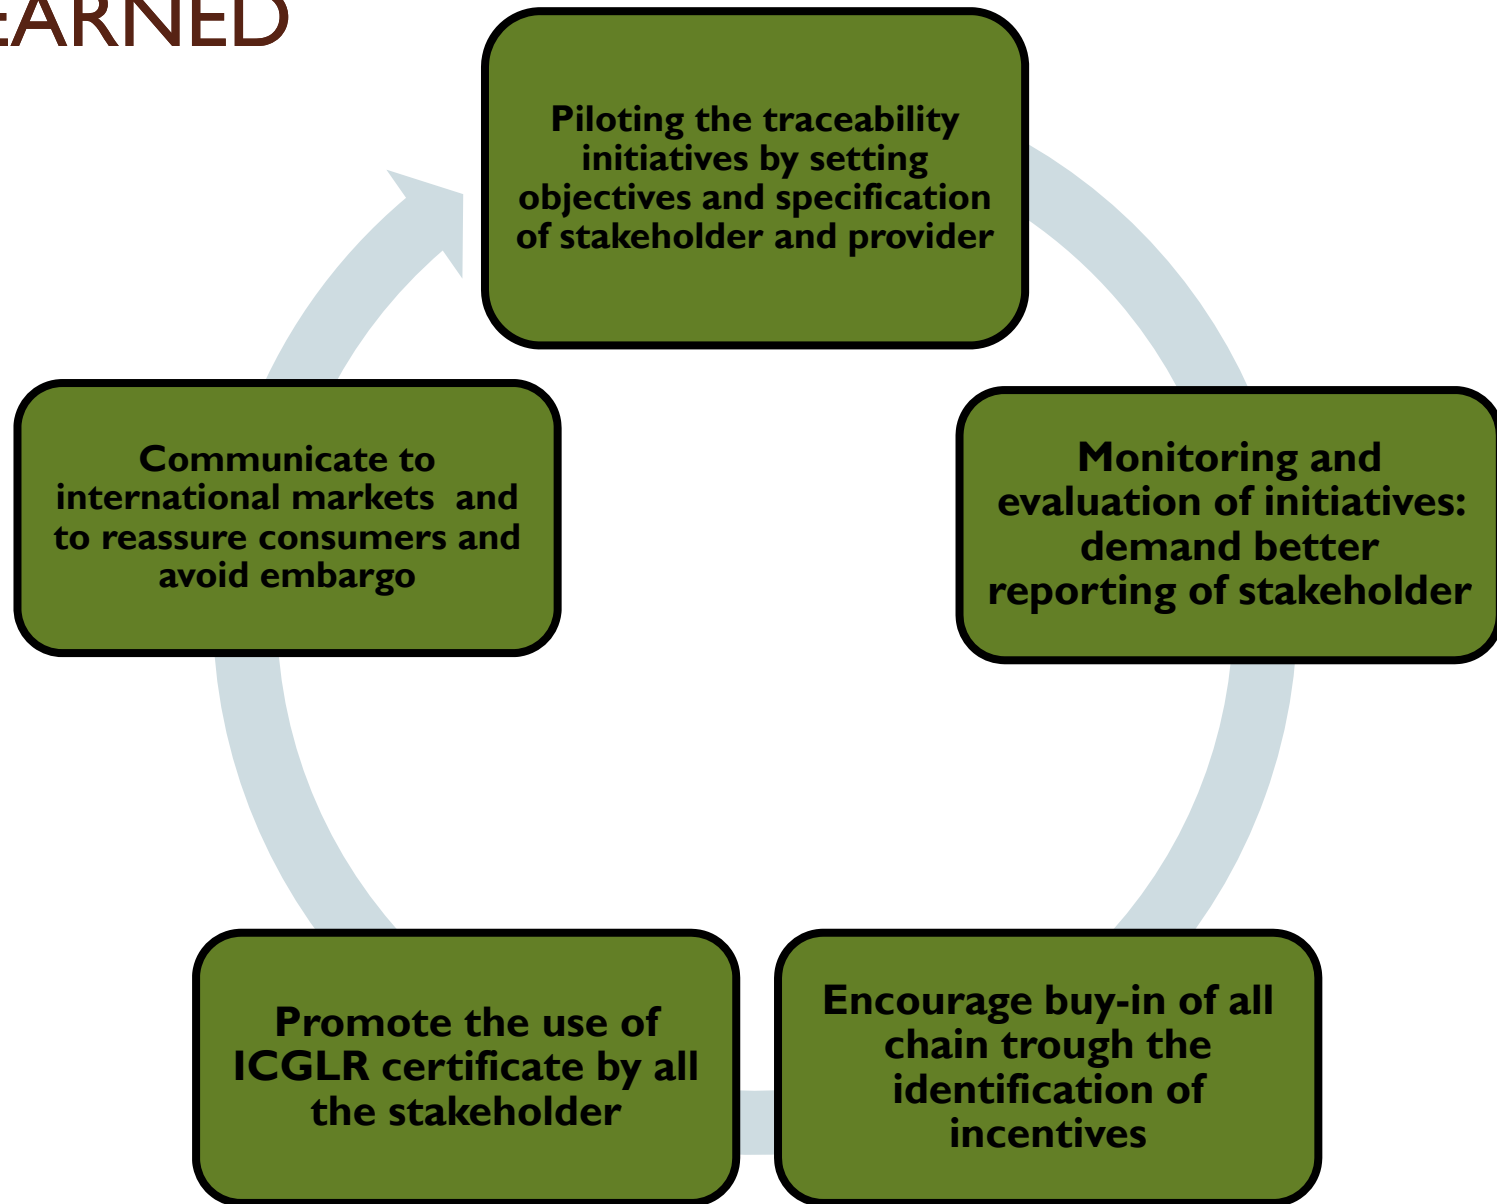 EARNED
Piloting the traceability
initiatives by setting
objectives and specification
of stakeholder and provider
Monitoring and
evaluation of initiatives:
demand better
reporting of stakeholder
Encourage buy-in of all
chain trough the
identification of
incentives
Promote the use of
ICGLR certificate by all
the stakeholder
Communicate to
international markets  and
to reassure consumers and
avoid embargo